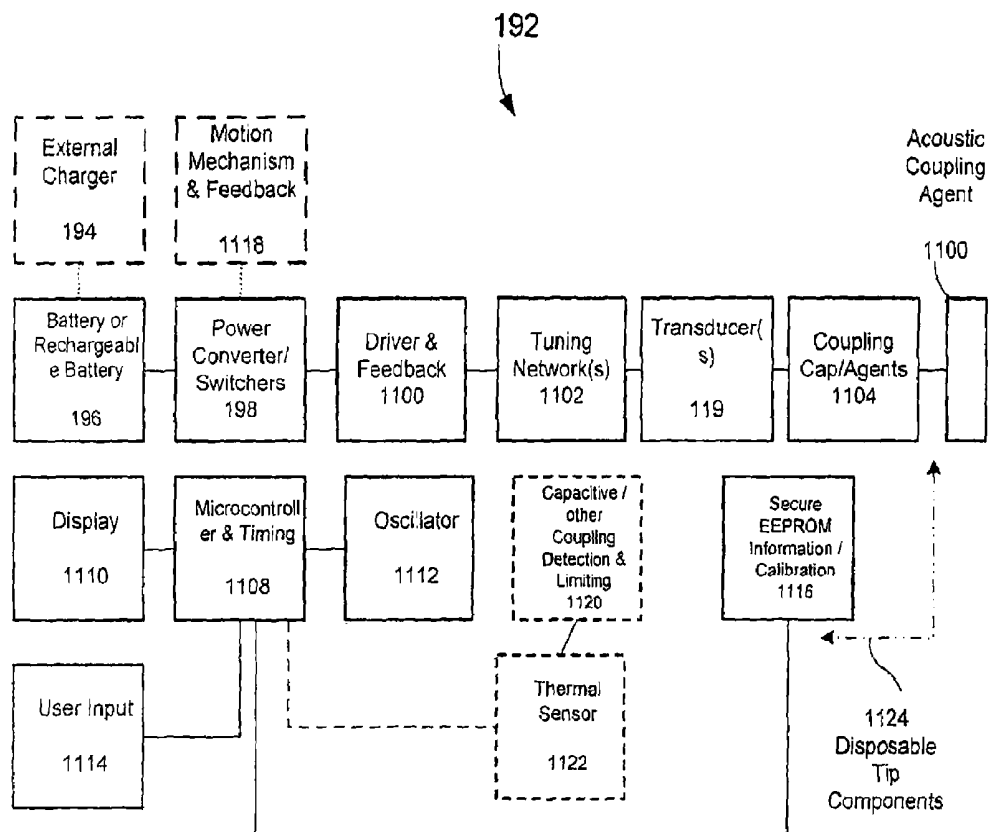 192
External
Charger
194
Motion
Mechanism
& Feedback
1118
Acoustic
Coupling
Agent
1100
Battery or
Rechargeabl
e Battery
196
Power
Converter/
Switchers
198
Driver &
Feedback
1100
Tuning
Network(s)
1102
Transducer(
s)
119
Coupling
Cap/Agents
1104
Display
1110
Microcontroll
er & Timing
1108
Oscillator
1112
Capacitive /
other
Coupling
Detection &
Limiting
1120
Secure
EEPROM
Information /
Calibration
1116
User Input
1114
Thermal
Sensor
1122
1124
Disposable
Tip
Components